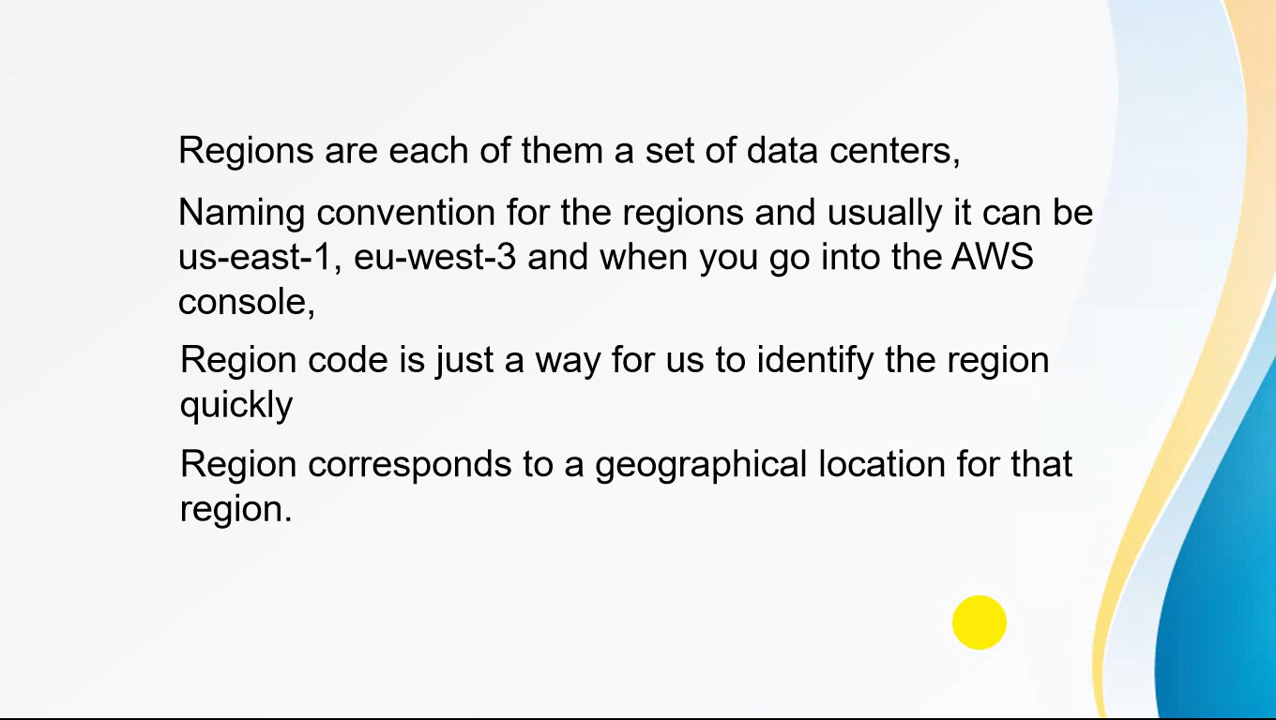 Regions are each of them a set of data centers,
Naming convention for the regions and usually it can be
us-east-1, eu-west-3 and when you go into the AWS
console,
Region code is just a way for us to identify the region
quickly
Region corresponds to a geographical location for that
region.